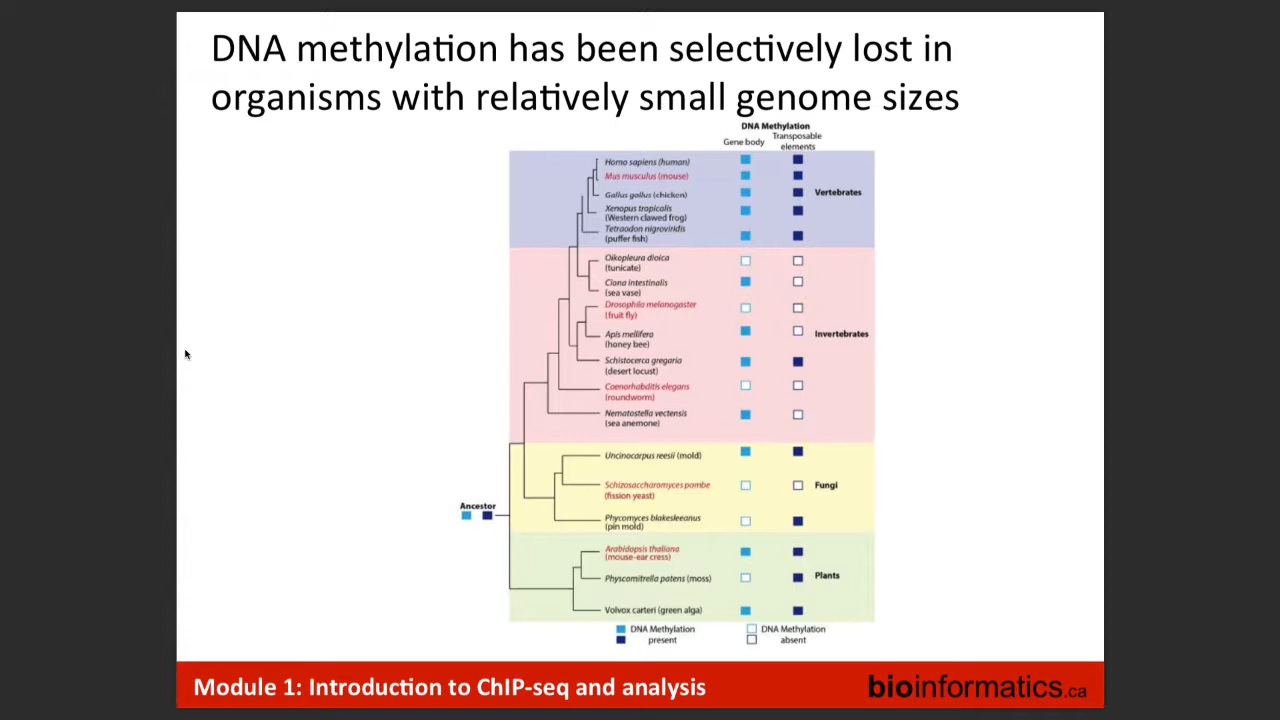 DNA methylation has been selectively lost in
organisms with relatively small genome sizes
DNA Methylation
Gene body
Transposable
elements
Homo sapiens (human)
Mus musculus (mouse)
Gallus gallus (chicken)
Xenopus tropicalis
(Western clawed frog)
Tetraodon nigroviridis
(puffer fish)
Vertebrates
Oikopleura dioica
(tunicate)
Ciona intestinalis
(sea vase)
Drosophila melanogaster
(fruit fly)
Apis mellifera
(honey bee)
Schistocerca gregaria
(desert locust)
Caenorhabditis elegans
(roundworm)
Nematostella vectensis
(sea anemone)
Invertebrates
Uncinocarpus reesii (mold)
Schizosaccharomyces pombe
(fission yeast)
Phycomyces blakesleeanus
(pin mold)
Fungi
Ancestor
Arabidopsis thaliana
(mouse-ear cress)
Physcomitrella patens (moss)
Volvox carteri (green alga)
Plants
DNA Methylation
present
DNA Methylation
absent
Module 1: Introduction to ChIP-seq and analysis
bioinformatics.ca